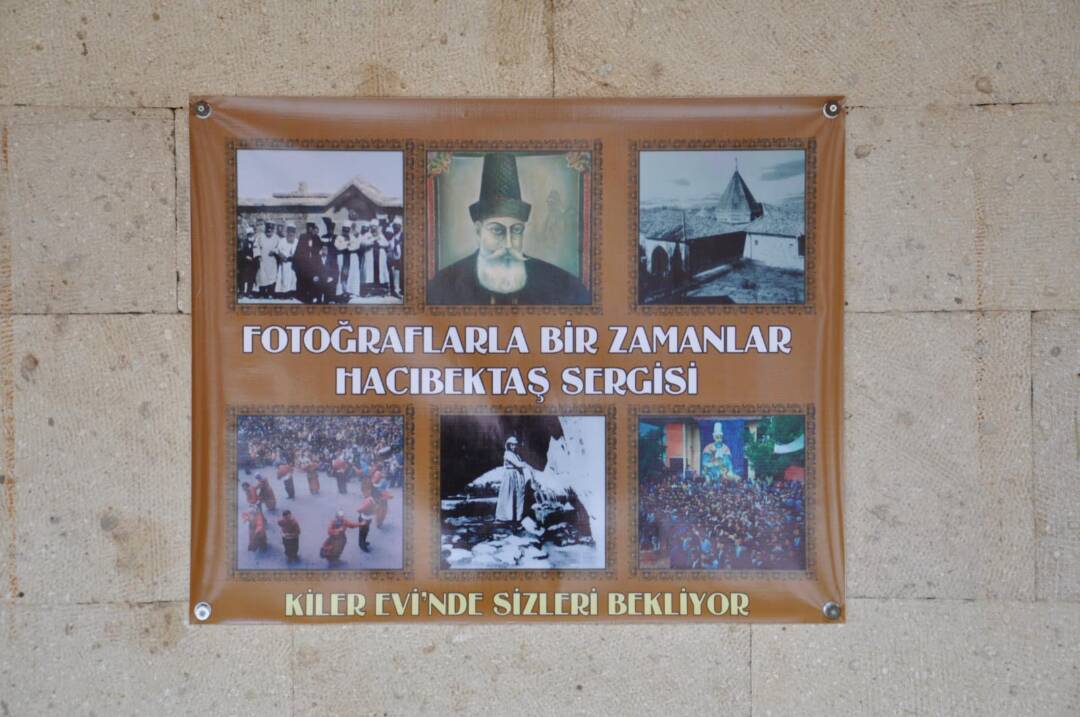 FOTOĞRAFLARLA BİR ZAMANLAR
HACIBEKTAŞ SERGİSİ
KİLER EVİ'NDE SİZLERİ BEKLİYOR